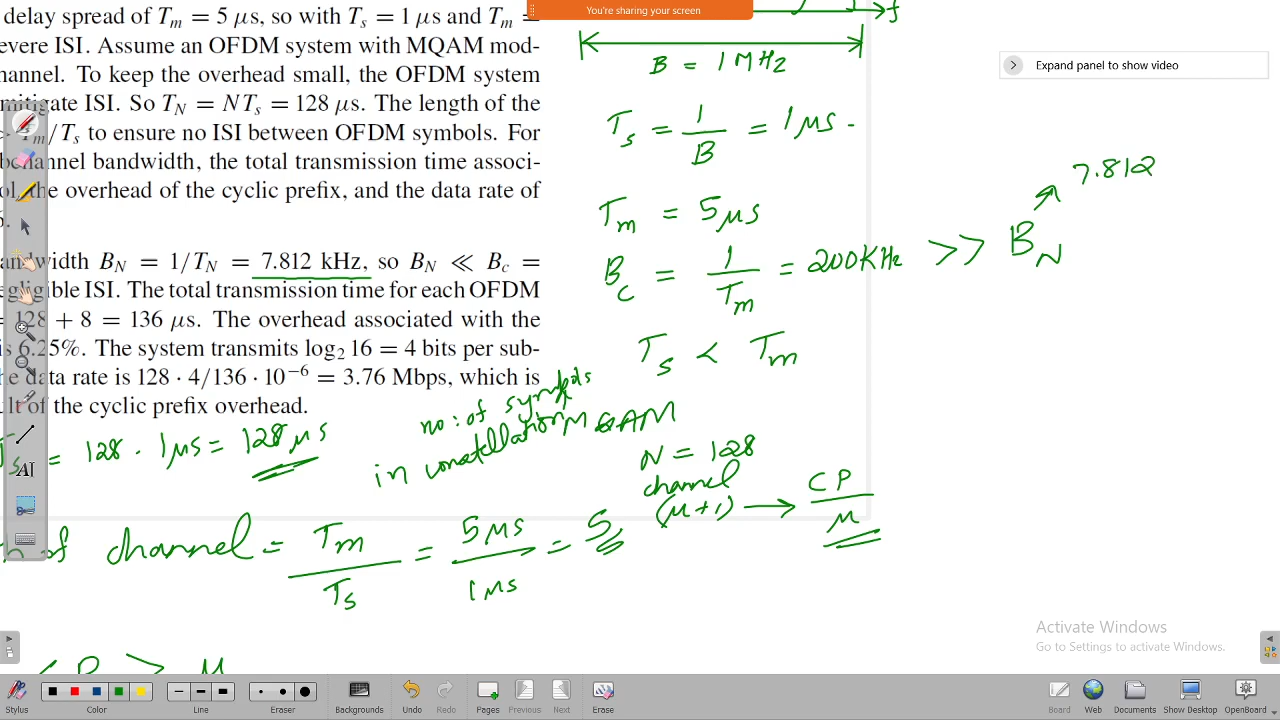 You're sharing your screen
delay spread of Tm = 5 μs, so with Ts = 1 μs and Tm =
evere ISI. Assume an OFDM system with MQAM mod-
hannel. To keep the overhead small, the OFDM system
mitigate ISI. So TN = NTs = 128 μs. The length of the
> Tm/Ts to ensure no ISI between OFDM symbols. For
bchannel bandwidth, the total transmission time associ-
ol, the overhead of the cyclic prefix, and the data rate of
6.
andwidth BN = 1/TN = 7.812 kHz, so BN ≪ Bc =
egligible ISI. The total transmission time for each OFDM
= 128 + 8 = 136 μs. The overhead associated with the
is 6.25%. The system transmits log2 16 = 4 bits per sub-
he data rate is 128 · 4/136 · 10−6 = 3.76 Mbps, which is
ult of the cyclic prefix overhead.
f
B = 1MHz
Ts = 1/B = 1μs
Tm = 5μs
Bc = 1/Tm = 200KHz >> BN
7.812
Ts < Tm
s = 128 · 1μs = 128μs
no: of symbols
in constellation MQAM
N = 128
channel
(μ+1) → CP/μ
of channel = Tm/Ts = 5μs/1μs = 5
Expand panel to show video
Activate Windows
Go to Settings to activate Windows.
AI
Stylus
Color
Line
Eraser
Backgrounds
Undo
Redo
Pages
Previous
Next
Erase
Board
Web
Documents
Show Desktop
OpenBoard